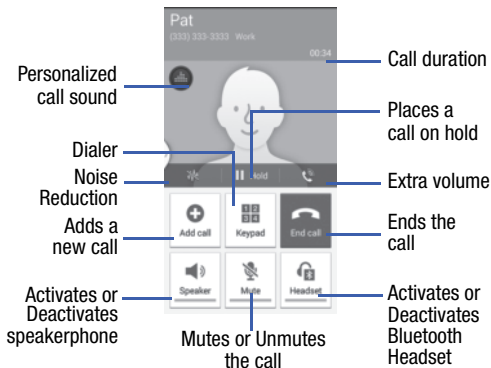 Pat
(333) 333-3333 Work
00:34
Personalized
call sound
Call duration
Places a
call on hold
Dialer
Noise
Reduction
Hold
Extra volume
Adds a
new call
Add call
Keypad
End call
Ends the
call
Speaker
Mute
Headset
Activates or
Deactivates
speakerphone
Mutes or Unmutes
the call
Activates or
Deactivates
Bluetooth
Headset